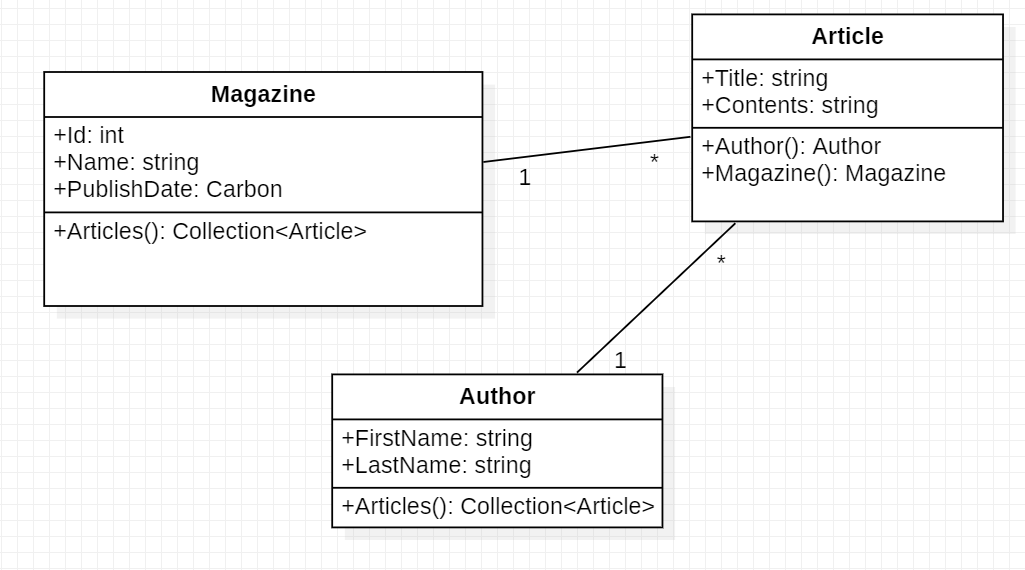 Magazine
+Id: int
+Name: string
+PublishDate: Carbon
+Articles(): Collection<Article>
1
*
Article
+Title: string
+Contents: string
+Author(): Author
+Magazine(): Magazine
*
1
Author
+FirstName: string
+LastName: string
+Articles(): Collection<Article>